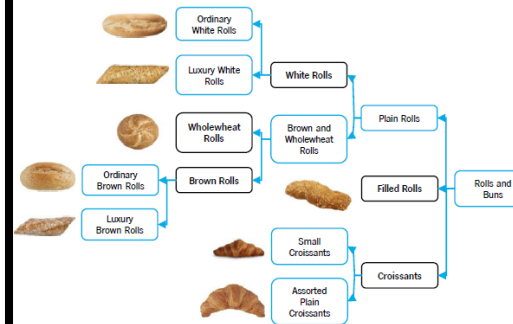 Ordinary
White Rolls
Luxury White
Rolls
White Rolls
Wholewheat
Rolls
Brown and
Wholewheat
Rolls
Plain Rolls
Ordinary
Brown Rolls
Brown Rolls
Luxury
Brown Rolls
Filled Rolls
Rolls and
Buns
Small
Croissants
Croissants
Assorted
Plain
Croissants